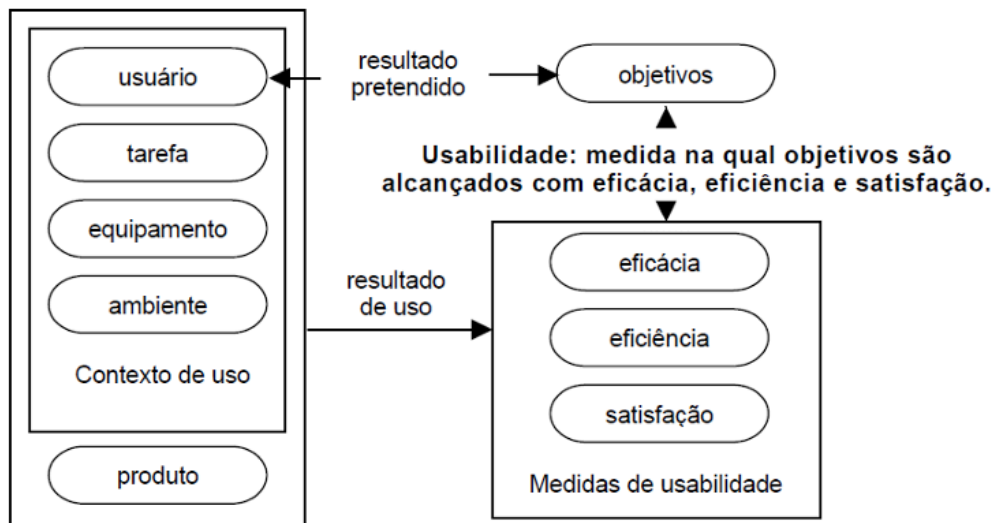 usuário
tarefa
equipamento
ambiente
Contexto de uso
produto
resultado
pretendido
objetivos
Usabilidade: medida na qual objetivos são
alcançados com eficácia, eficiência e satisfação.
resultado
de uso
eficácia
eficiência
satisfação
Medidas de usabilidade